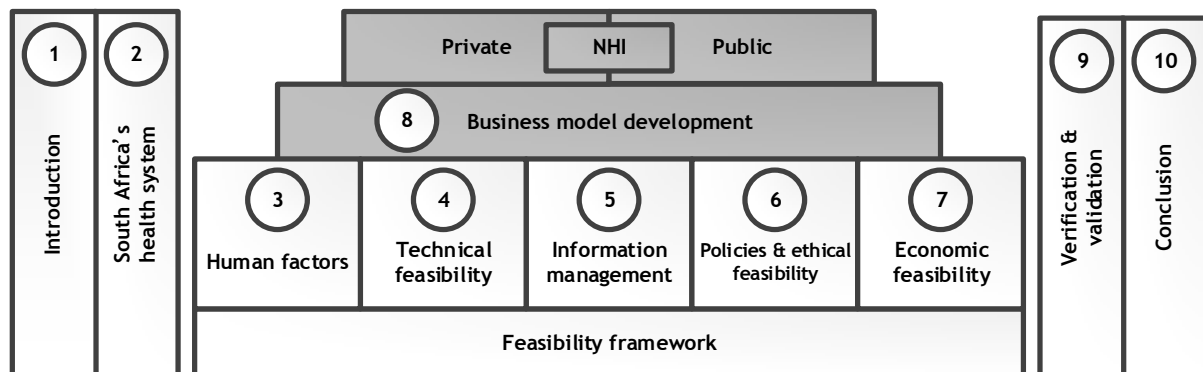 1
Introduction
2
South Africa's
health system
Private
NHI
Public
8
Business model development
3
Human factors
4
Technical
feasibility
5
Information
management
6
Policies & ethical
feasibility
7
Economic
feasibility
Feasibility framework
9
Verification &
validation
10
Conclusion